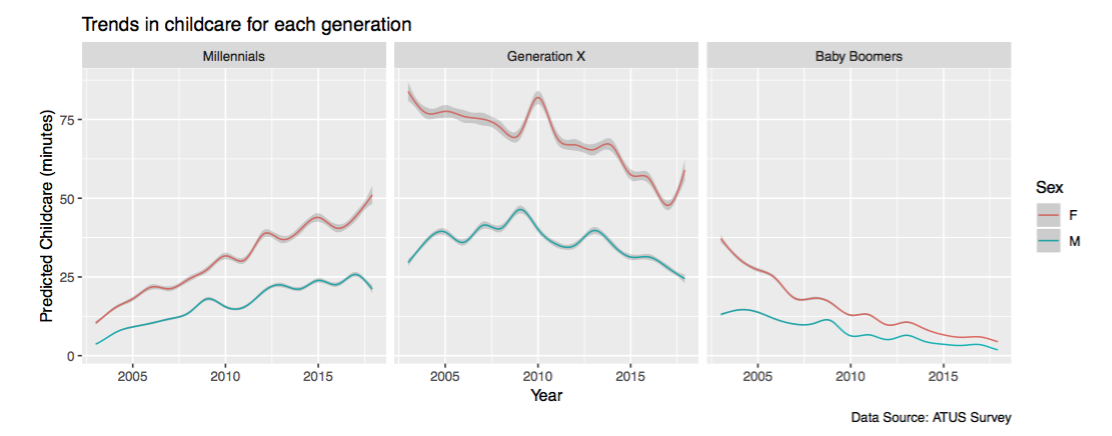 Trends in childcare for each generation
Millennials Generation X Baby Boomers
Predicted Childcare (minutes)
75
50
25
0
2005 2010 2015 2005 2010 2015 2005 2010 2015
Year
Sex
F
M
Data Source: ATUS Survey